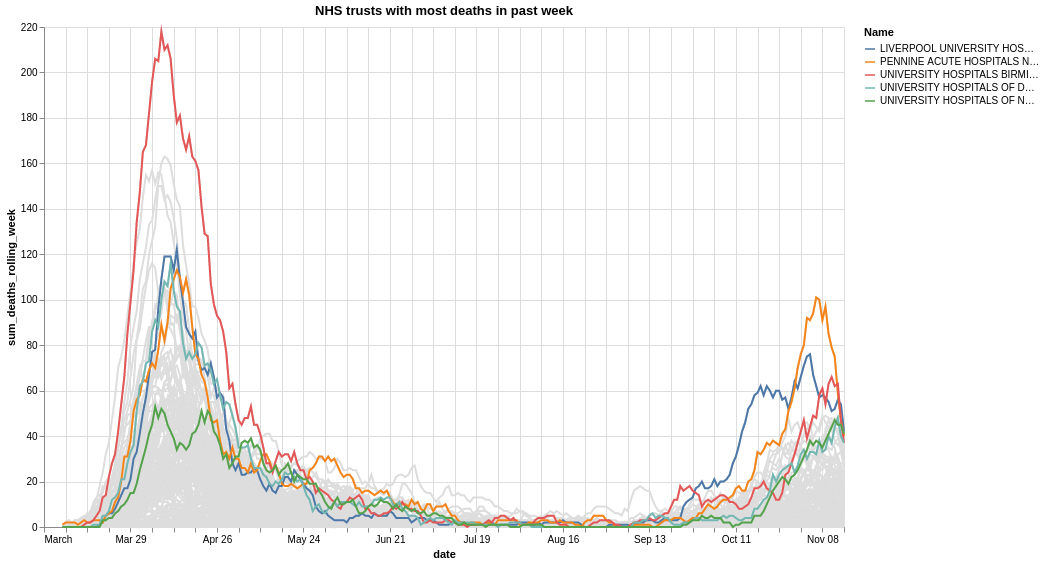 NHS trusts with most deaths in past week
Name
LIVERPOOL UNIVERSITY HOS...
PENNINE ACUTE HOSPITALS N...
UNIVERSITY HOSPITALS BIRMI...
UNIVERSITY HOSPITALS OF D...
UNIVERSITY HOSPITALS OF N...
sum_deaths_rolling_week
220
200
180
160
140
120
100
80
60
40
20
0
March Mar 29 Apr 26 May 24 Jun 21 Jul 19 Aug 16 Sep 13 Oct 11 Nov 08
date